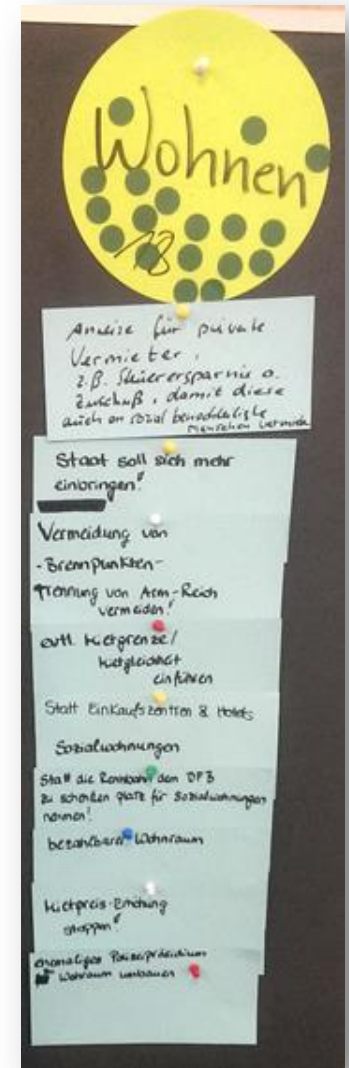 Wohnen
18
Anreize für private
Vermieter,
z.B. Steuerersparnis o.
Zuschuß, damit diese
auch an sozial benachteiligte
Menschen vermieten
Staat soll sich mehr
einbringen!
Vermeidung von
-Brennpunkten-
Trennung von Arm-Reich
vermeiden!
evtl. Mietgrenze/
Mietgleichheit
einführen
Statt Einkaufszentren & Hotels
Sozialwohnungen
Statt die Rennbahn dem DFB
zu schenken Platz für Sozialwohnungen
nehmen!
bezahlbarer Wohnraum
Mietpreis-Erhöhung
stoppen!
ehemaliges Polizeipräsidium
Wohnraum umbauen